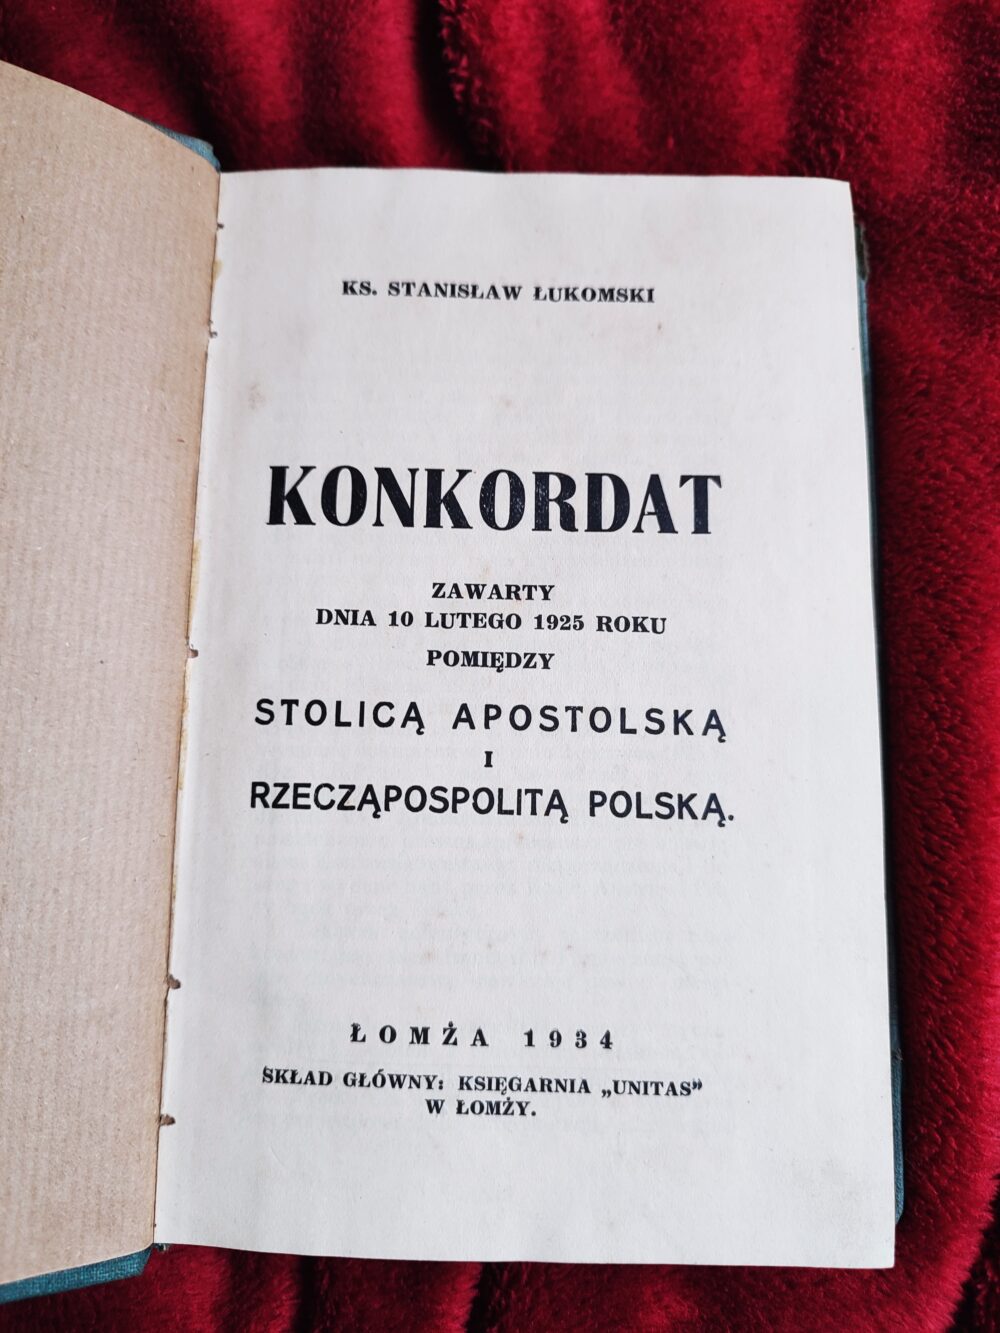 KS. STANISŁAW ŁUKOMSKI
KONKORDAT
ZAWARTY
DNIA 10 LUTEGO 1925 ROKU
POMIĘDZY
STOLICĄ APOSTOLSKĄ
I
RZECZĄPOSPOLITĄ POLSKĄ.
ŁOMŻA 1934
SKŁAD GŁÓWNY: KSIĘGARNIA „UNITAS”
W ŁOMŻY.